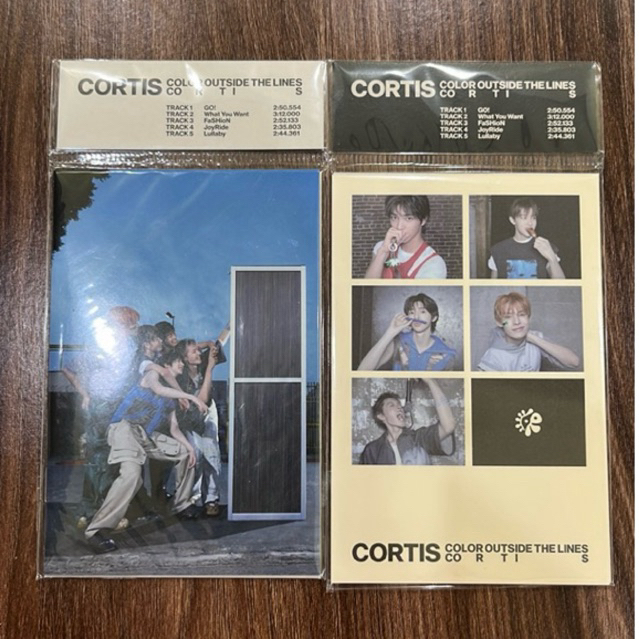 CORTIS COLOR OUTSIDE THE LINES
CO R TI S
TRACK 1 GO! 2:50.554
TRACK 2 What You Want 3:12.000
TRACK 3 FaSHioN 2:52.133
TRACK 4 JoyRide 2:35.803
TRACK 5 Lullaby 2:44.361
CORTIS COLOR OUTSIDE THE LINES
CO R TI S
TRACK 1 GO! 2:50.554
TRACK 2 What You Want 3:12.000
TRACK 3 FaSHioN 2:52.133
TRACK 4 JoyRide 2:35.803
TRACK 5 Lullaby 2:44.361
CORTIS COLOR OUTSIDE THE LINES
CO R TI S